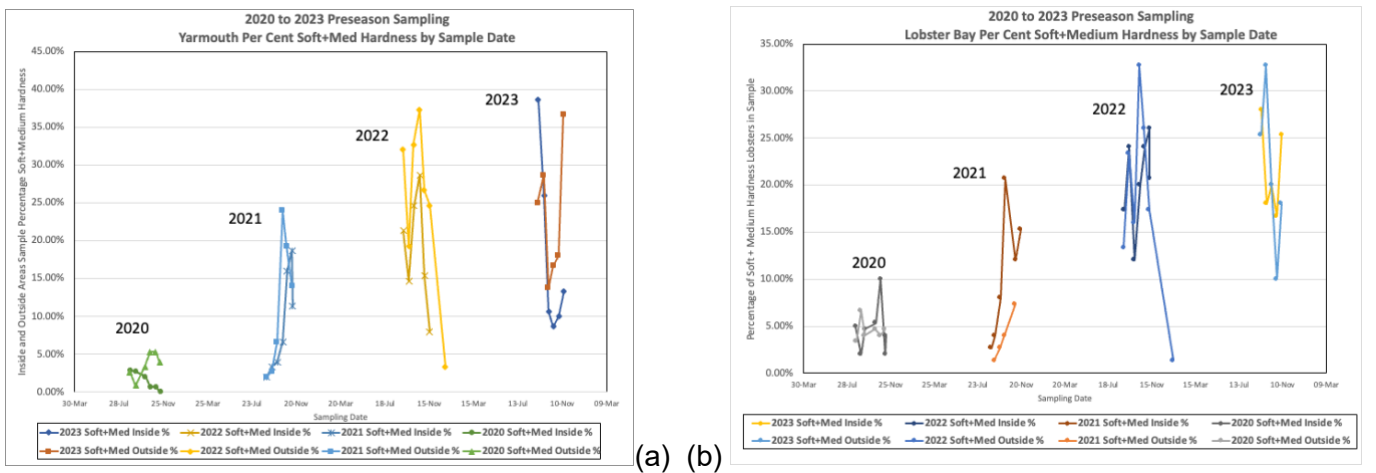 2020 to 2023 Preseason Sampling
Yarmouth Per Cent Soft+Med Hardness by Sample Date
Inside and Outside Areas Sample Percentage Soft+Medium Hardness
45.00%
40.00%
35.00%
30.00%
25.00%
20.00%
15.00%
10.00%
5.00%
0.00%
2020
2021
2022
2023
30-Mar 28-Jul 25-Nov 23-Jul 20-Nov 18-Jul 15-Nov 13-Jul 10-Nov 09-Mar
Sampling Date
2023 Soft+Med Inside % 2022 Soft+Med Inside % 2021 Soft+Med Inside % 2020 Soft+Med Inside %
2023 Soft+Med Outside % 2022 Soft+Med Outside % 2021 Soft+Med Outside % 2020 Soft+Med Outside %
(a) (b)
2020 to 2023 Preseason Sampling
Lobster Bay Per Cent Soft+Medium Hardness by Sample Date
Percentage of Soft + Medium Hardness Lobsters in Sample
35.00%
30.00%
25.00%
20.00%
15.00%
10.00%
5.00%
0.00%
2020
2021
2022
2023
30-Mar 28-Jul 25-Nov 25-Mar 23-Jul 20-Nov 20-Mar 18-Jul 15-Nov 15-Mar 13-Jul 10-Nov 09-Mar
Sampling Date
2023 Soft+Med Inside % 2022 Soft+Med Inside % 2021 Soft+Med Inside % 2020 Soft+Med Inside %
2023 Soft+Med Outside % 2022 Soft+Med Outside % 2021 Soft+Med Outside % 2020 Soft+Med Outside %